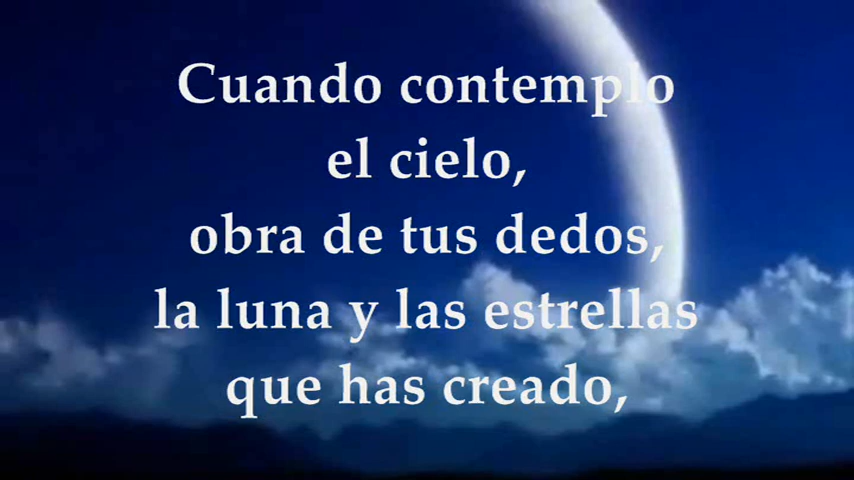 Cuando contemplo
el cielo,
obra de tus dedos,
la luna y las estrellas
que has creado,